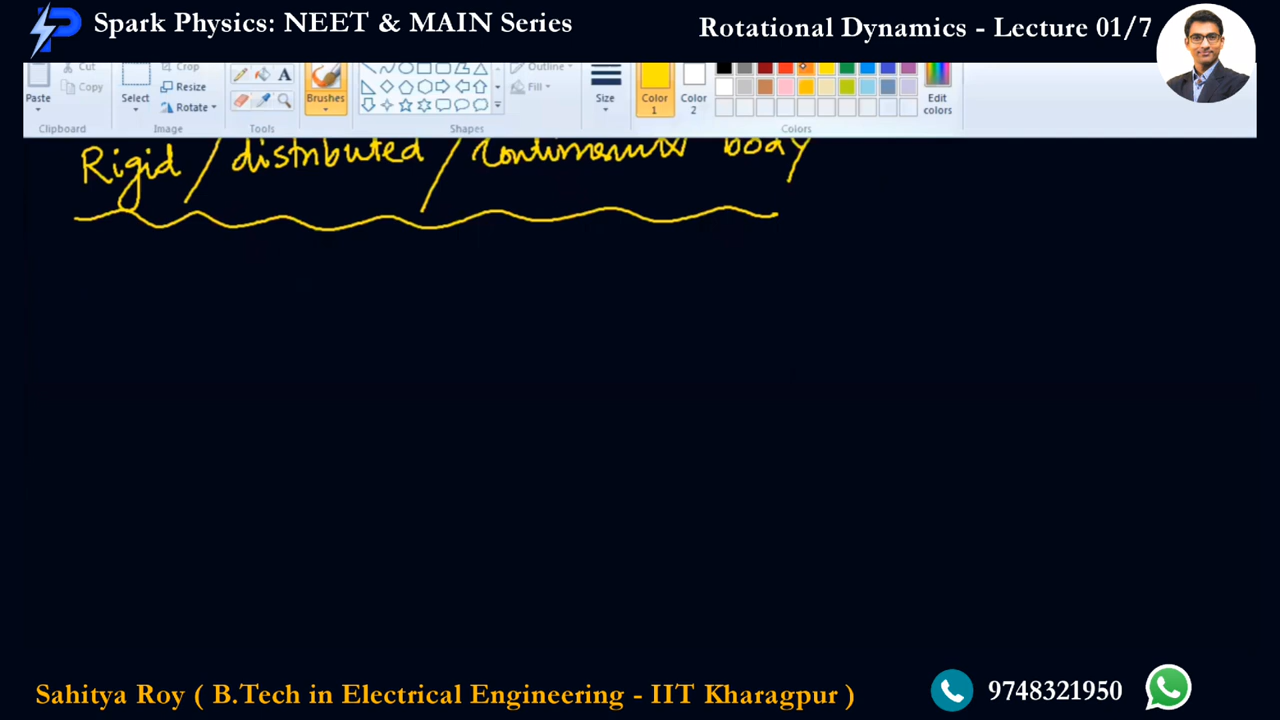 Spark Physics: NEET & MAIN Series
Rotational Dynamics - Lecture 01/7
Cut
Crop
Outline
Copy
Resize
Fill
Paste
Select
Rotate
Brushes
Size
Color 1
Color 2
Edit colors
Clipboard
Image
Tools
Shapes
Colors
Rigid / distributed / continuous body
Sahitya Roy ( B.Tech in Electrical Engineering - IIT Kharagpur )
9748321950